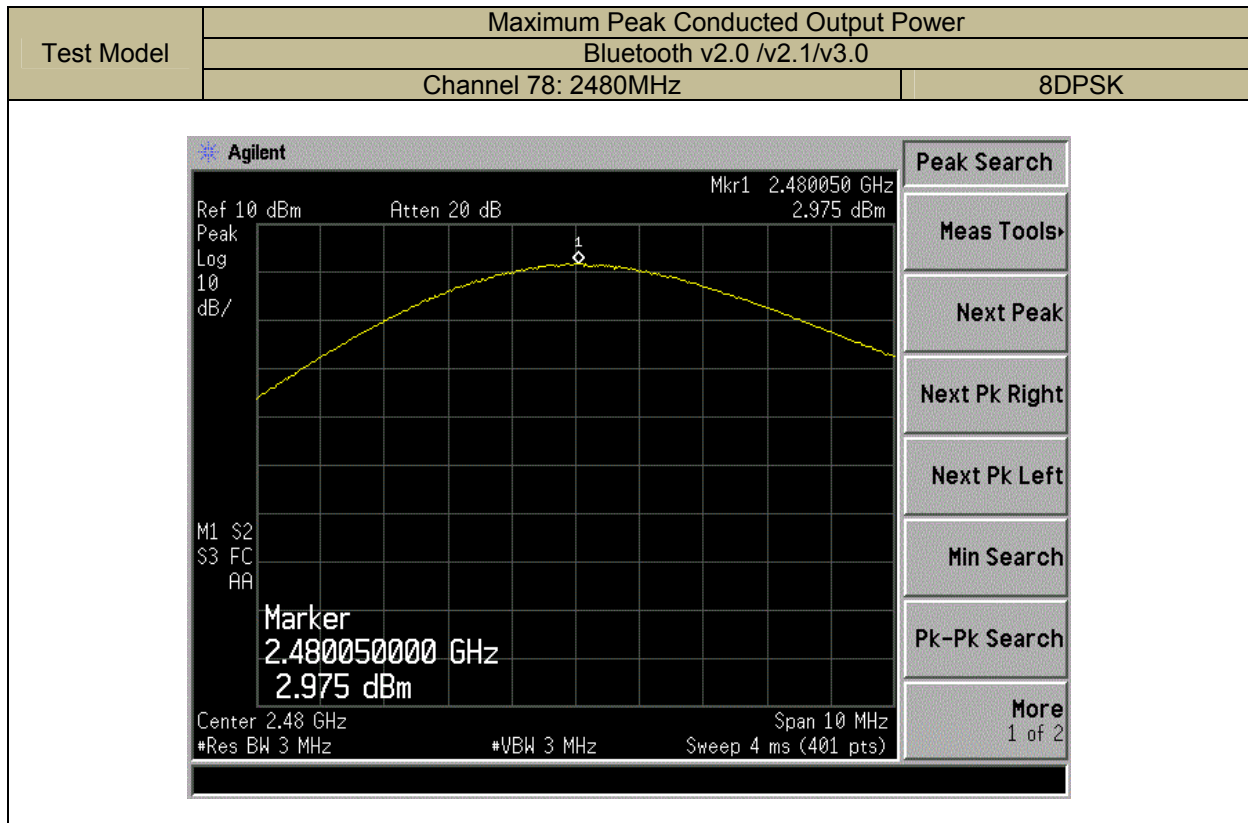 Test Model
Maximum Peak Conducted Output Power
Bluetooth v2.0 /v2.1/v3.0
Channel 78: 2480MHz 8DPSK
Agilent
Peak Search
Mkr1 2.480050 GHz
Ref 10 dBm Atten 20 dB 2.975 dBm
Peak
Log
10
dB/
1
Meas Tools
Next Peak
Next Pk Right
Next Pk Left
M1 S2
S3 FC
AA
Min Search
Marker
2.480050000 GHz
2.975 dBm
Pk-Pk Search
Center 2.48 GHz Span 10 MHz
#Res BW 3 MHz #VBW 3 MHz Sweep 4 ms (401 pts)
More
1 of 2